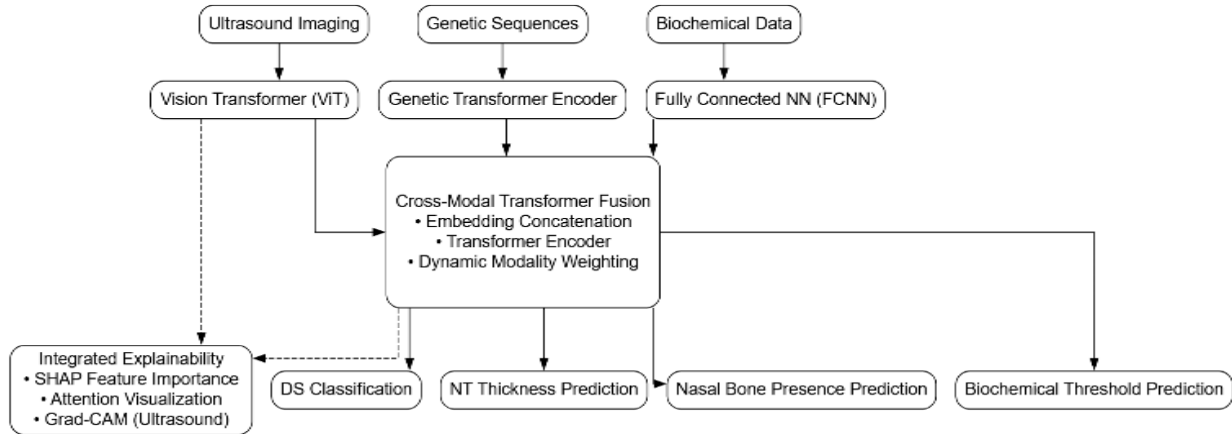 Ultrasound Imaging
Genetic Sequences
Biochemical Data
Vision Transformer (ViT)
Genetic Transformer Encoder
Fully Connected NN (FCNN)
Cross-Modal Transformer Fusion
• Embedding Concatenation
• Transformer Encoder
• Dynamic Modality Weighting
Integrated Explainability
• SHAP Feature Importance
• Attention Visualization
• Grad-CAM (Ultrasound)
DS Classification
NT Thickness Prediction
Nasal Bone Presence Prediction
Biochemical Threshold Prediction